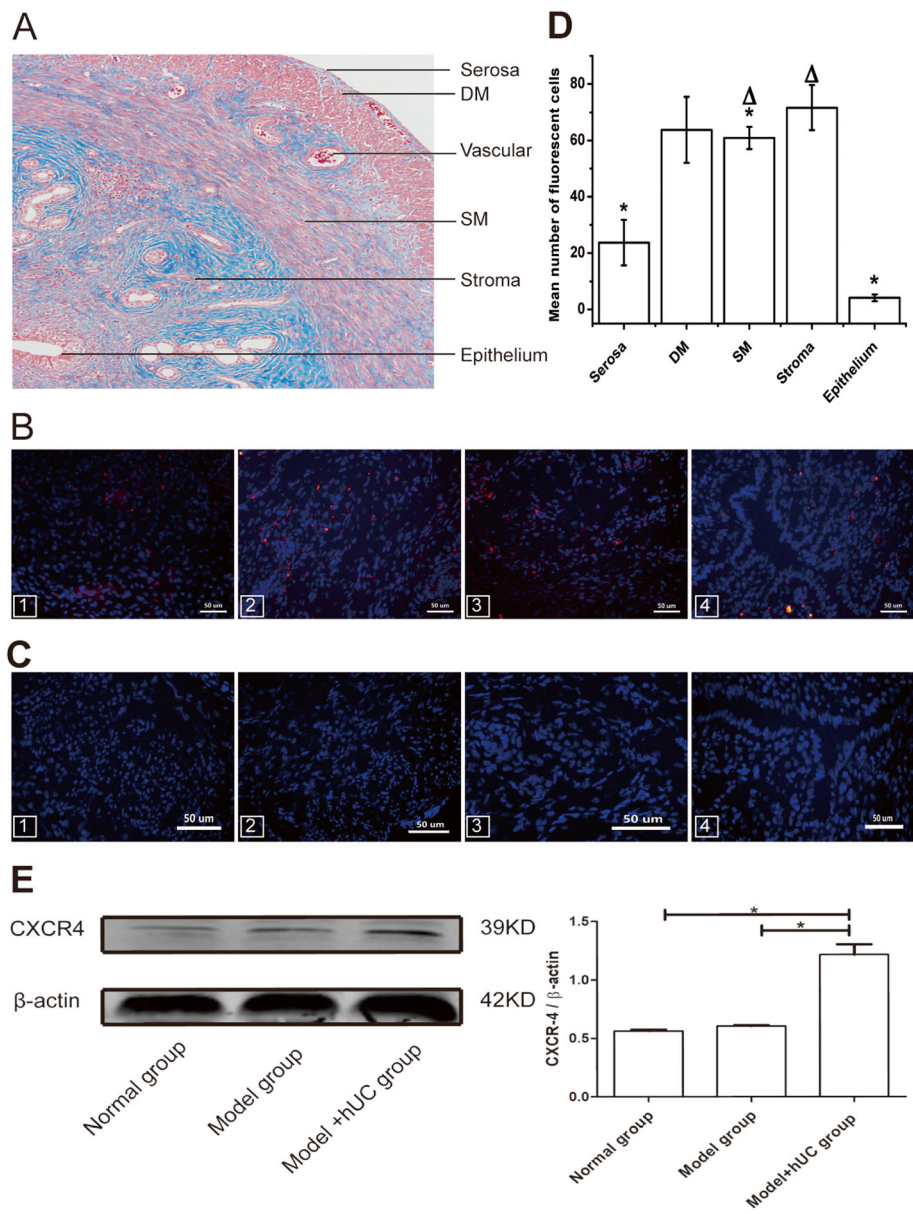 A
Serosa
DM
Vascular
SM
Stroma
Epithelium
D
Mean number of fluorescent cells
80
60
40
20
0
*
Δ
*
Δ
*
Serosa
DM
SM
Stroma
Epithelium
B
1
50 um
2
50 um
3
50 um
4
50 um
C
1
50 um
2
50 um
3
50 um
4
50 um
E
CXCR4
39KD
β-actin
42KD
Normal group
Model group
Model +hUC group
CXCR-4 / β-actin
1.5
1.0
0.5
0.0
*
*
Normal group
Model group
Model+hUC group